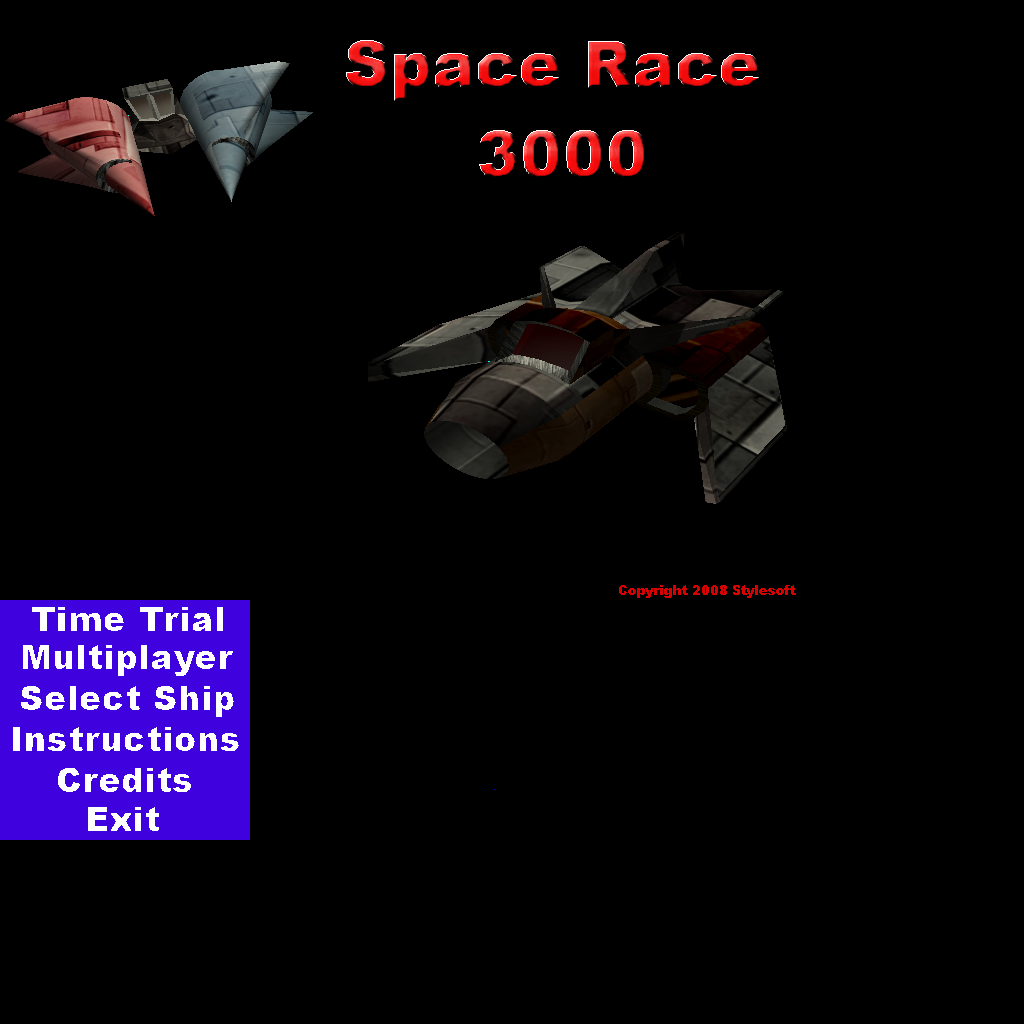 Space Race
3000
Copyright 2008 Stylesoft
Time Trial
Multiplayer
Select Ship
Instructions
Credits
Exit